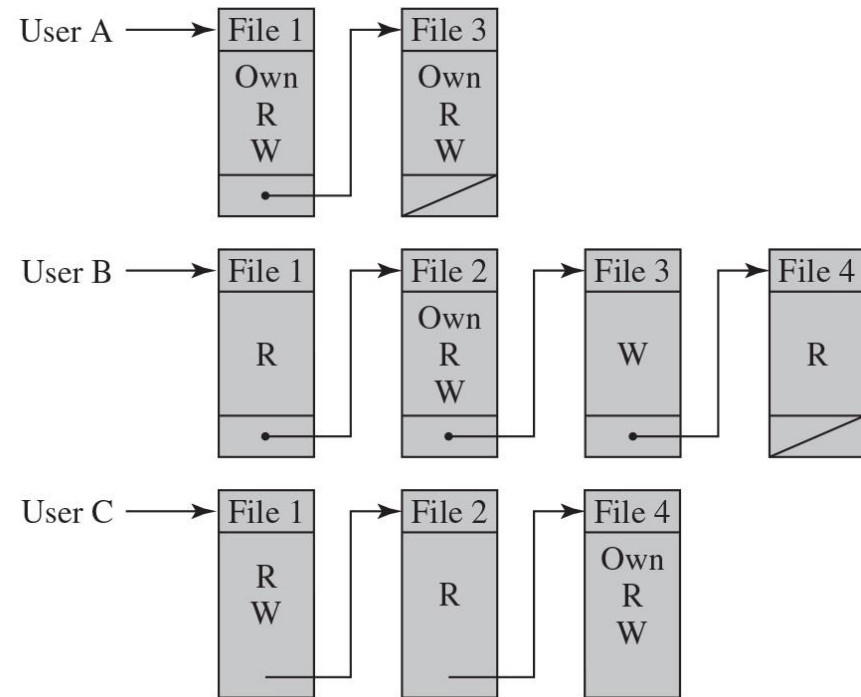 User A File 1 File 3
Own Own
R R
W W
User B File 1 File 2 File 3 File 4
Own
R R W R
W
User C File 1 File 2 File 4
R Own
W R R
W